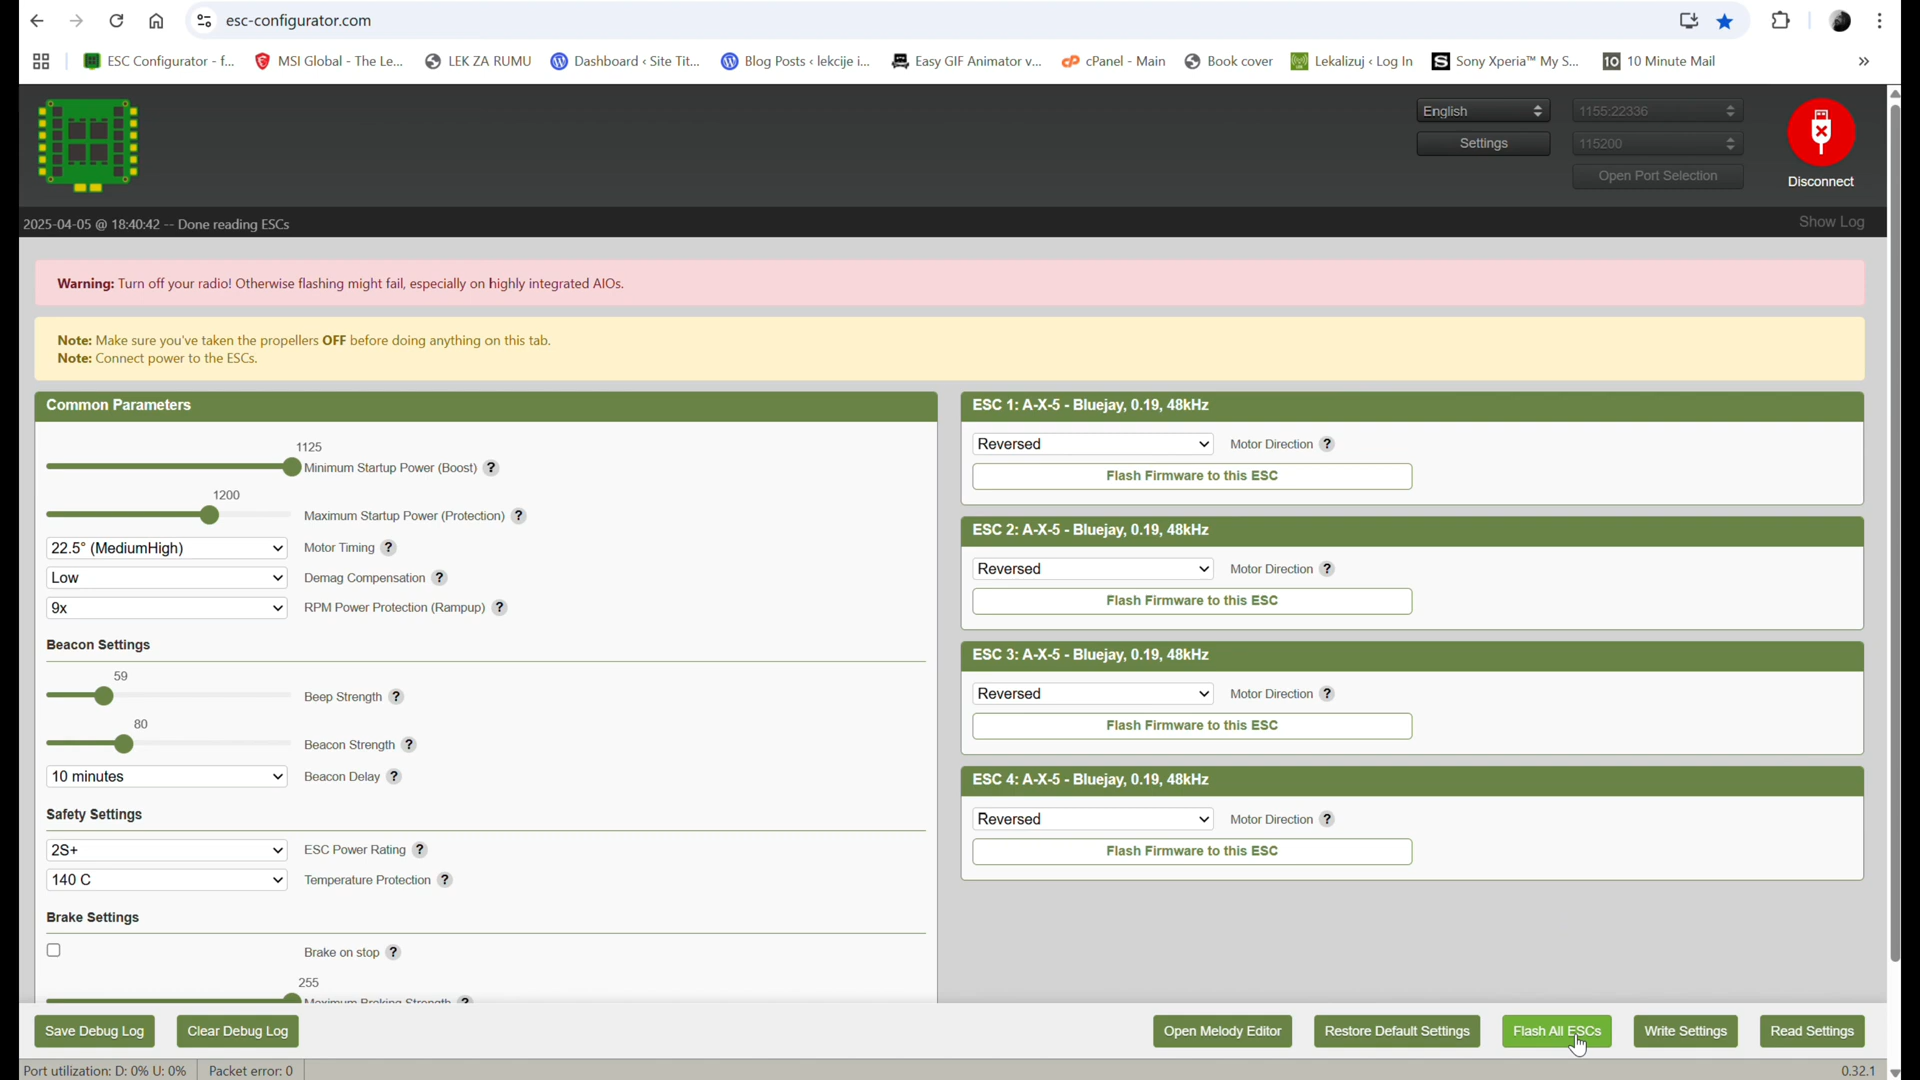 esc-configurator.com
ESC Configurator - f...
MSI Global - The Le...
LEK ZA RUMU
Dashboard ‹ Site Tit...
Blog Posts ‹ lekcije i...
Easy GIF Animator v...
cPanel - Main
Book cover
Lekalizuj ‹ Log In
Sony Xperia™ My S...
10 Minute Mail
»
English
1155:22336
Settings
115200
Open Port Selection
Disconnect
2025-04-05 @ 18:40:42 -- Done reading ESCs
Show Log
Warning: Turn off your radio! Otherwise flashing might fail, especially on highly integrated AIOs.
Note: Make sure you've taken the propellers OFF before doing anything on this tab.
Note: Connect power to the ESCs.
Common Parameters
1125
Minimum Startup Power (Boost) ?
1200
Maximum Startup Power (Protection) ?
22.5° (MediumHigh) Motor Timing ?
Low Demag Compensation ?
9x RPM Power Protection (Rampup) ?
Beacon Settings
59
Beep Strength ?
80
Beacon Strength ?
10 minutes Beacon Delay ?
Safety Settings
2S+ ESC Power Rating ?
140 C Temperature Protection ?
Brake Settings
Brake on stop ?
255
Maximum Braking Strength ?
ESC 1: A-X-5 - Bluejay, 0.19, 48kHz
Reversed Motor Direction ?
Flash Firmware to this ESC
ESC 2: A-X-5 - Bluejay, 0.19, 48kHz
Reversed Motor Direction ?
Flash Firmware to this ESC
ESC 3: A-X-5 - Bluejay, 0.19, 48kHz
Reversed Motor Direction ?
Flash Firmware to this ESC
ESC 4: A-X-5 - Bluejay, 0.19, 48kHz
Reversed Motor Direction ?
Flash Firmware to this ESC
Save Debug Log
Clear Debug Log
Open Melody Editor
Restore Default Settings
Flash All ESCs
Write Settings
Read Settings
Port utilization: D: 0% U: 0%
Packet error: 0
0.32.1